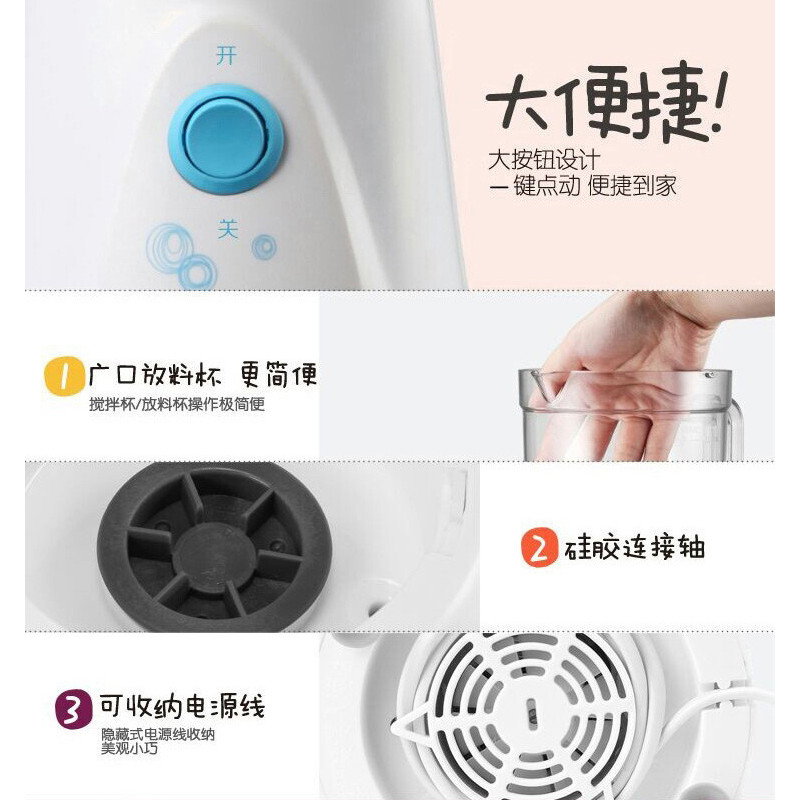 开
关
大便捷!
大按钮设计
一键点动 便捷到家
1 广口放料杯 更简便
搅拌杯/放料杯操作极简便
2 硅胶连接轴
3 可收纳电源线
隐藏式电源线收纳
美观小巧